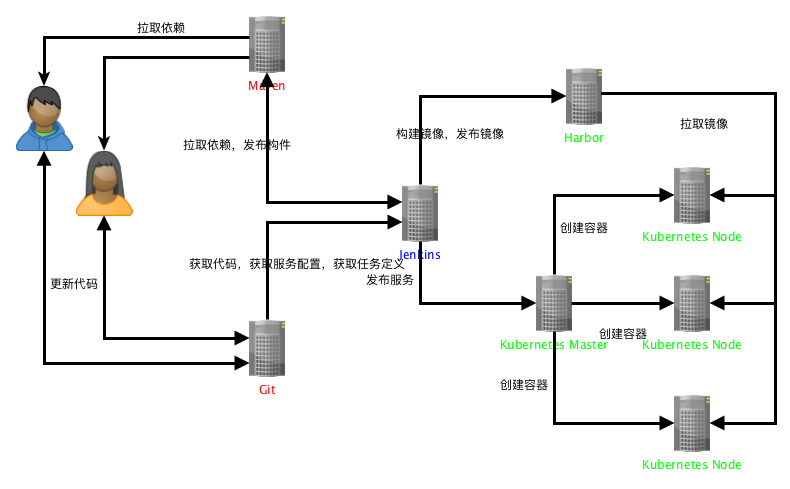 拉取依赖
Maven
拉取依赖，发布构件
构建镜像，发布镜像
Harbor
拉取镜像
Kubernetes Node
创建容器
Jenkins
获取代码，获取服务配置，获取任务定义
发布服务
更新代码
Kubernetes Master
创建容器
Kubernetes Node
Git
创建容器
Kubernetes Node